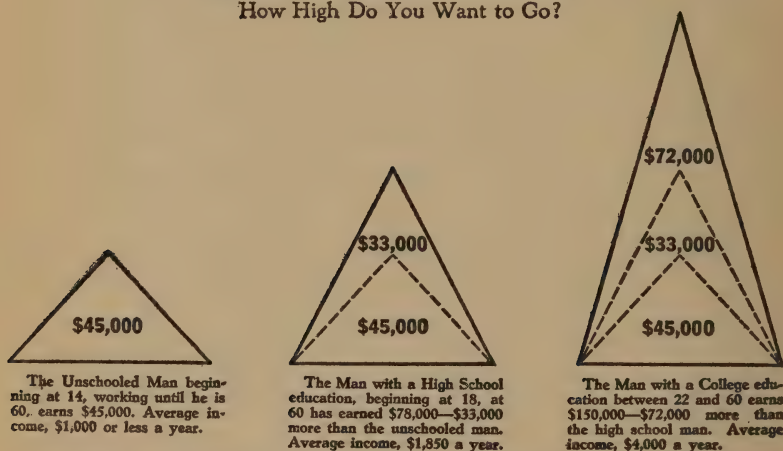 How High Do You Want to Go?
$45,000
The Unschooled Man begin-
ning at 14, working until he is
60, earns $45,000. Average in-
come, $1,000 or less a year.
$33,000
$45,000
The Man with a High School
education, beginning at 18, at
60 has earned $78,000—$33,000
more than the unschooled man.
Average income, $1,850 a year.
$72,000
$33,000
$45,000
The Man with a College edu-
cation between 22 and 60 earns
$150,000—$72,000 more than
the high school man. Average
income, $4,000 a year.